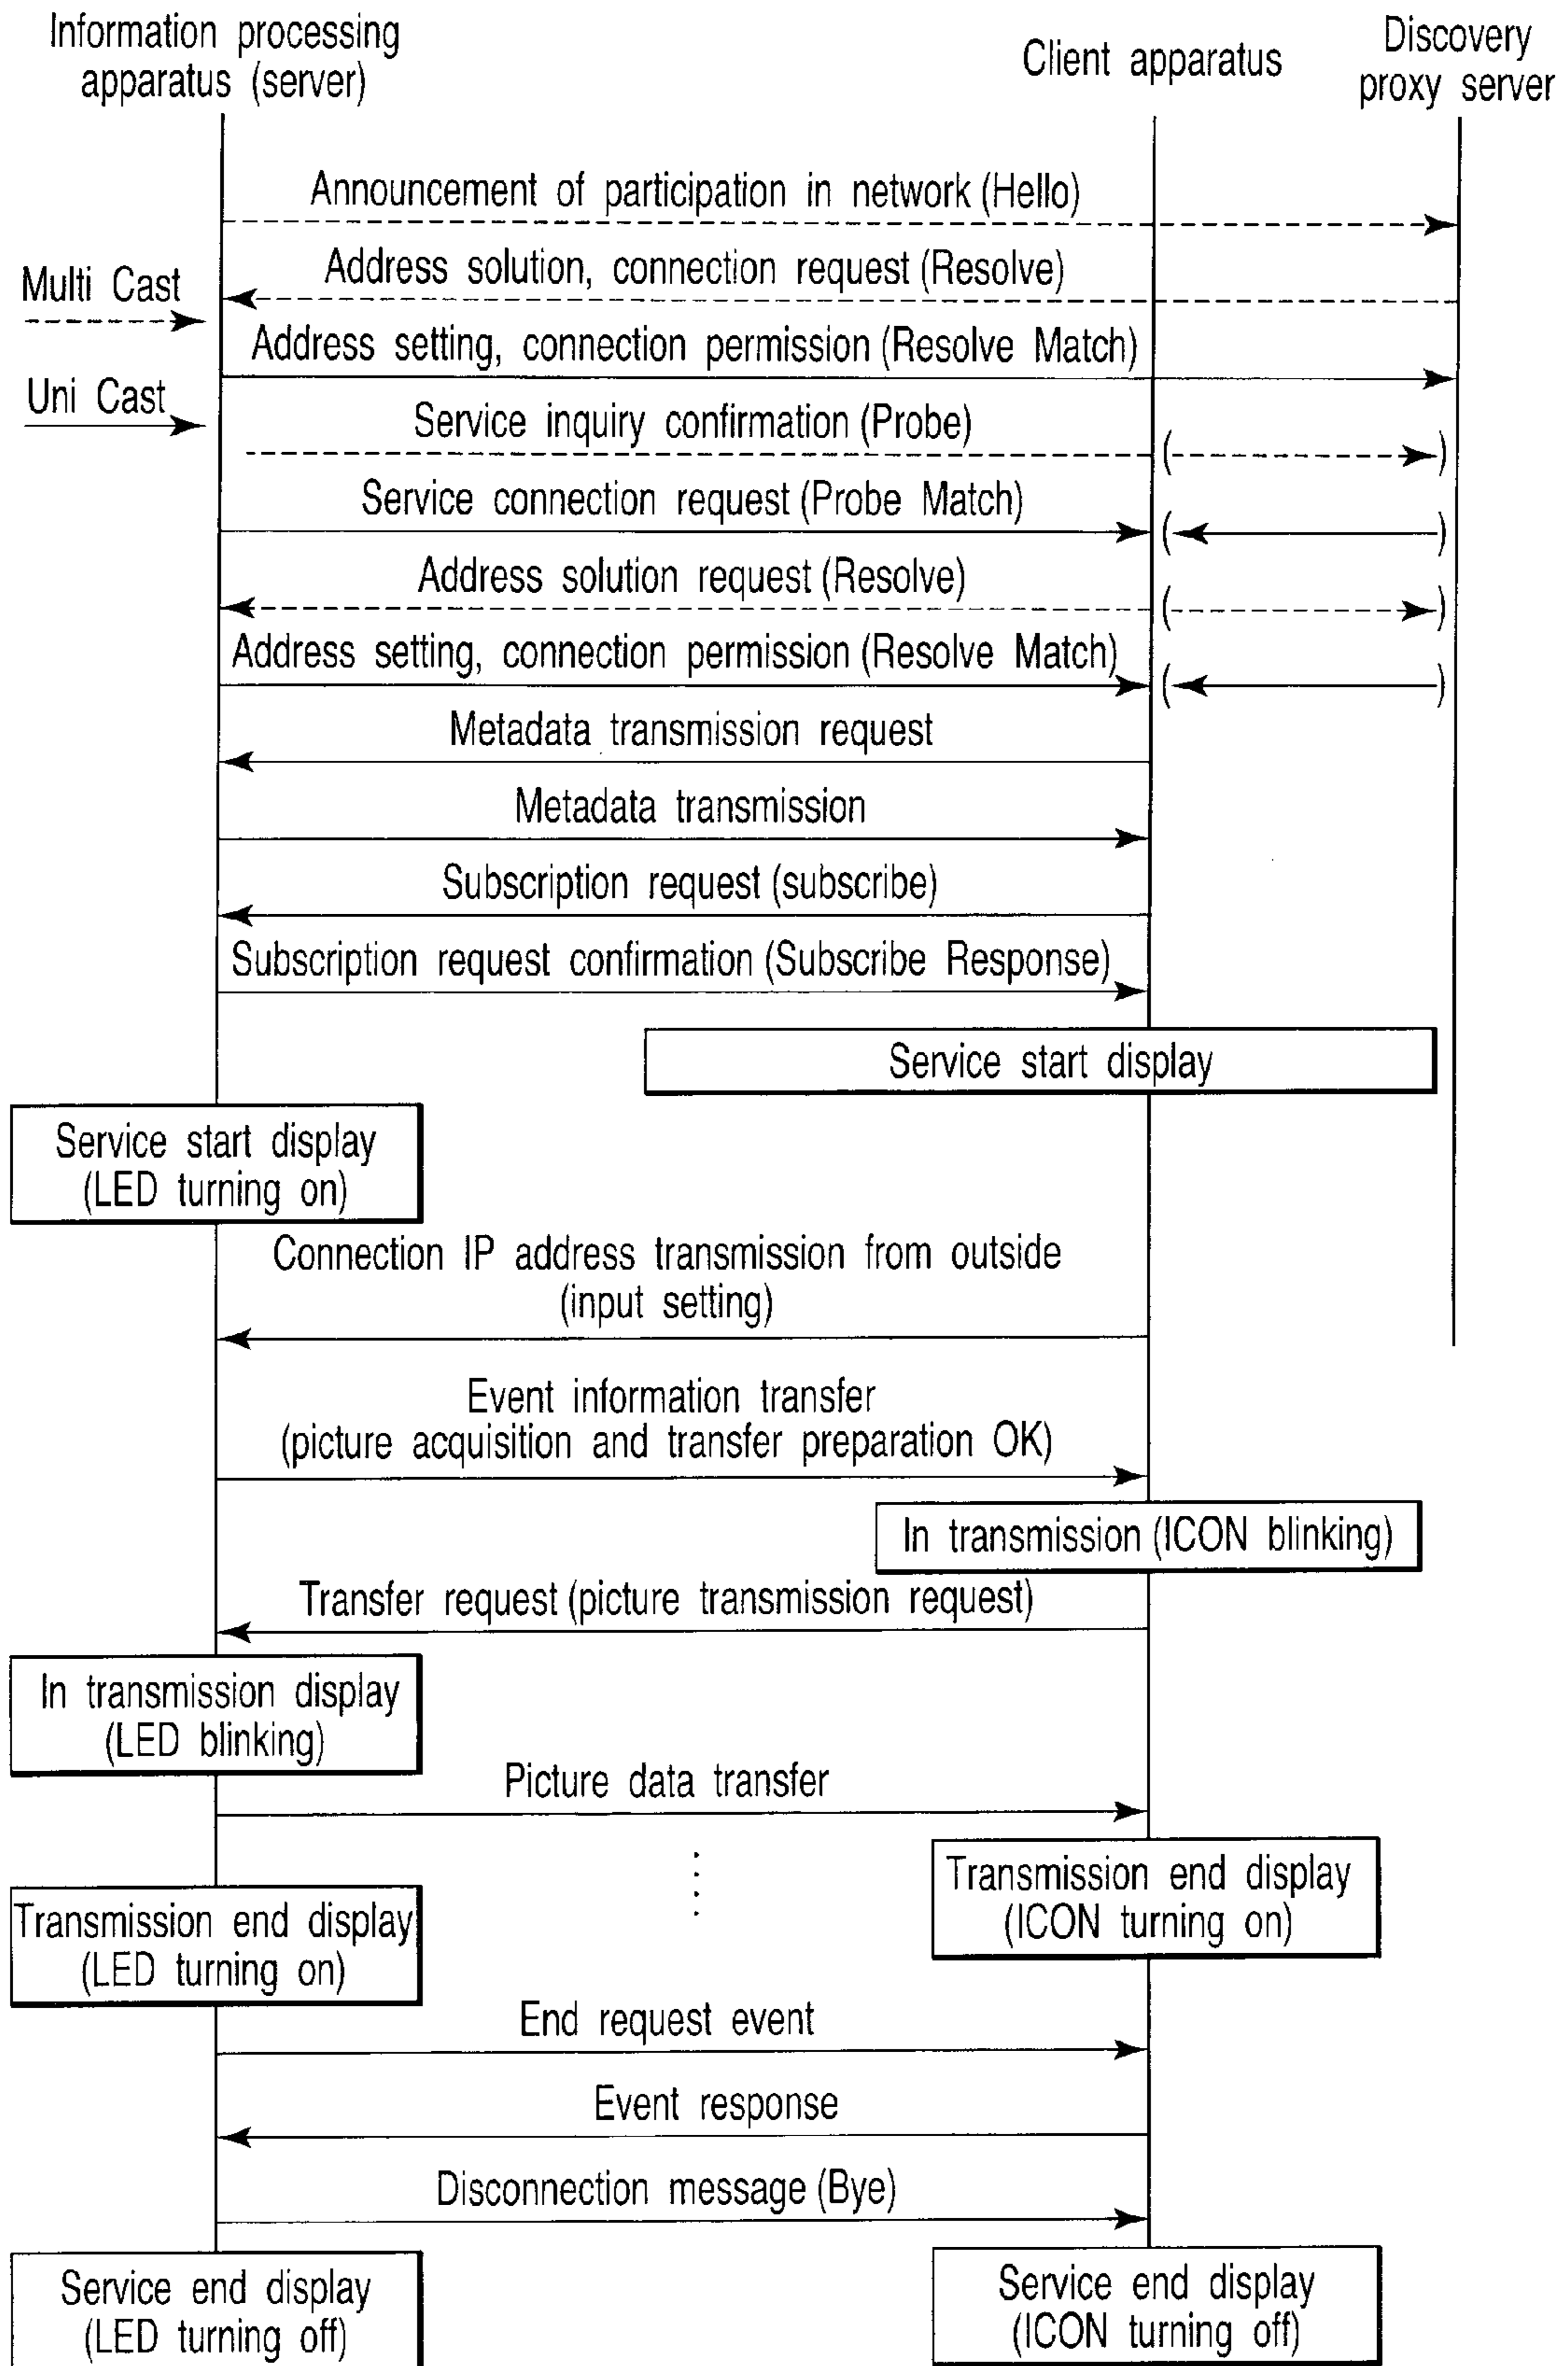 Information processing
apparatus (server)
Client apparatus
Discovery
proxy server
Announcement of participation in network (Hello)
Address solution, connection request (Resolve)
Multi Cast
Address setting, connection permission (Resolve Match)
Uni Cast
Service inquiry confirmation (Probe)
( )
Service connection request (Probe Match)
( )
Address solution request (Resolve)
( )
Address setting, connection permission (Resolve Match)
( )
Metadata transmission request
Metadata transmission
Subscription request (subscribe)
Subscription request confirmation (Subscribe Response)
Service start display
Service start display
(LED turning on)
Connection IP address transmission from outside
(input setting)
Event information transfer
(picture acquisition and transfer preparation OK)
In transmission (ICON blinking)
Transfer request (picture transmission request)
In transmission display
(LED blinking)
Picture data transfer
Transmission end display
(ICON turning on)
Transmission end display
(LED turning on)
End request event
Event response
Disconnection message (Bye)
Service end display
(LED turning off)
Service end display
(ICON turning off)